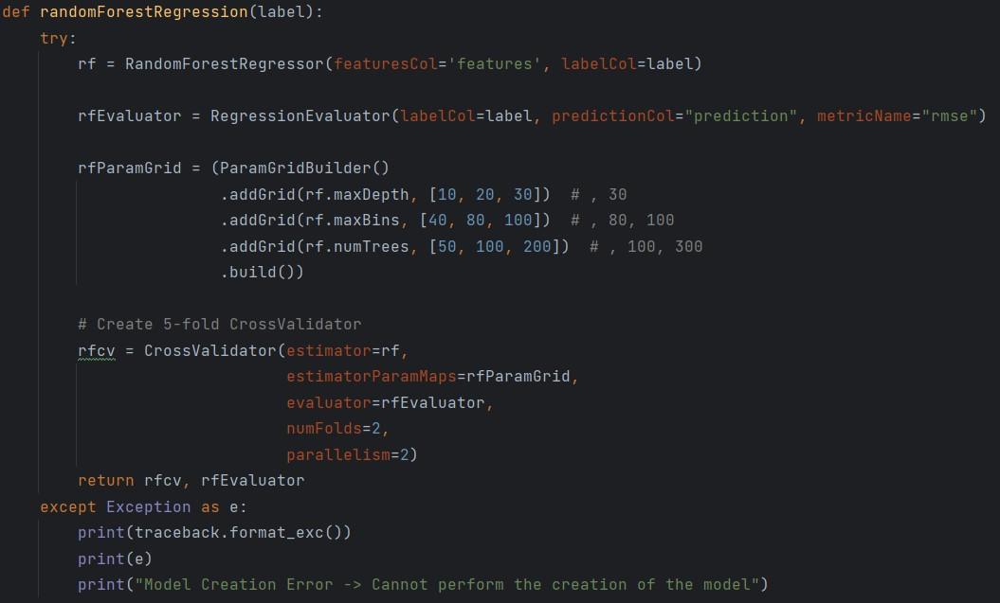 def randomForestRegression(label):
    try:
        rf = RandomForestRegressor(featuresCol='features', labelCol=label)
        rfEvaluator = RegressionEvaluator(labelCol=label, predictionCol="prediction", metricName="rmse")
        rfParamGrid = (ParamGridBuilder()
                       .addGrid(rf.maxDepth, [10, 20, 30])  # , 30
                       .addGrid(rf.maxBins, [40, 80, 100])  # , 80, 100
                       .addGrid(rf.numTrees, [50, 100, 200])  # , 100, 300
                       .build())
        # Create 5-fold CrossValidator
        rfcv = CrossValidator(estimator=rf,
                              estimatorParamMaps=rfParamGrid,
                              evaluator=rfEvaluator,
                              numFolds=2,
                              parallelism=2)
        return rfcv, rfEvaluator
    except Exception as e:
        print(traceback.format_exc())
        print(e)
        print("Model Creation Error -> Cannot perform the creation of the model")